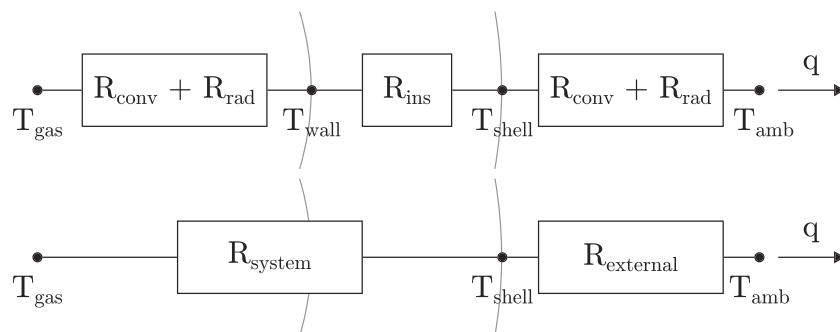 R_conv + R_rad R_ins R_conv + R_rad q
T_gas T_wall T_shell T_amb
R_system R_external q
T_gas T_shell T_amb